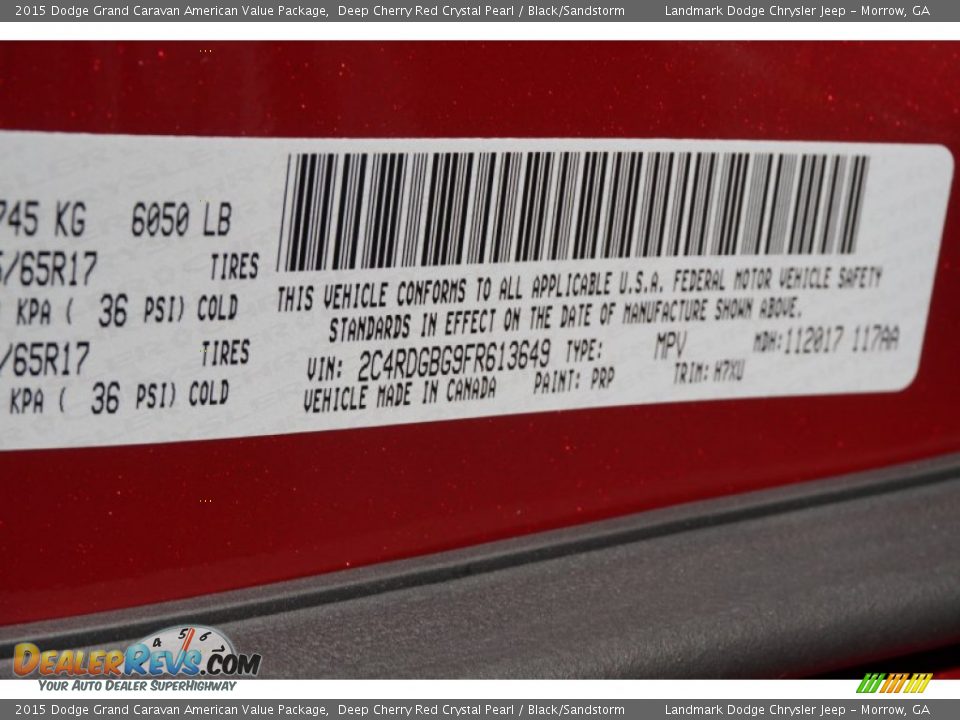 2015 Dodge Grand Caravan American Value Package, Deep Cherry Red Crystal Pearl / Black/Sandstorm Landmark Dodge Chrysler Jeep - Morrow, GA
745 KG 6050 LB
/65R17 TIRES
KPA ( 36 PSI) COLD
/65R17 TIRES
KPA ( 36 PSI) COLD
THIS VEHICLE CONFORMS TO ALL APPLICABLE U.S.A. FEDERAL MOTOR VEHICLE SAFETY
STANDARDS IN EFFECT ON THE DATE OF MANUFACTURE SHOWN ABOVE.
VIN: 2C4RDGBG9FR613649 TYPE: MPV MDH:112017 117AA
VEHICLE MADE IN CANADA PAINT: PRP TRIM: H7XU
4 5 6
DEALERREVS.COM
YOUR AUTO DEALER SUPERHIGHWAY
2015 Dodge Grand Caravan American Value Package, Deep Cherry Red Crystal Pearl / Black/Sandstorm Landmark Dodge Chrysler Jeep - Morrow, GA